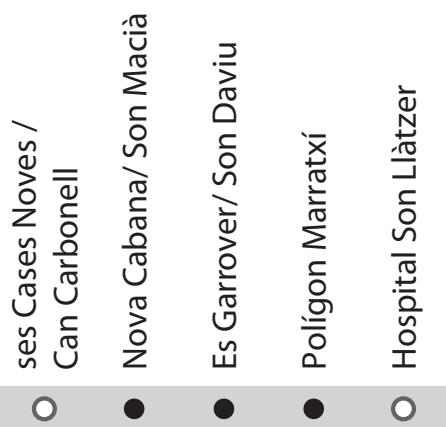 ses Cases Noves /
Can Carbonell
Nova Cabana/ Son Macià
Es Garrover/ Son Daviu
Polígon Marratxí
Hospital Son Llàtzer